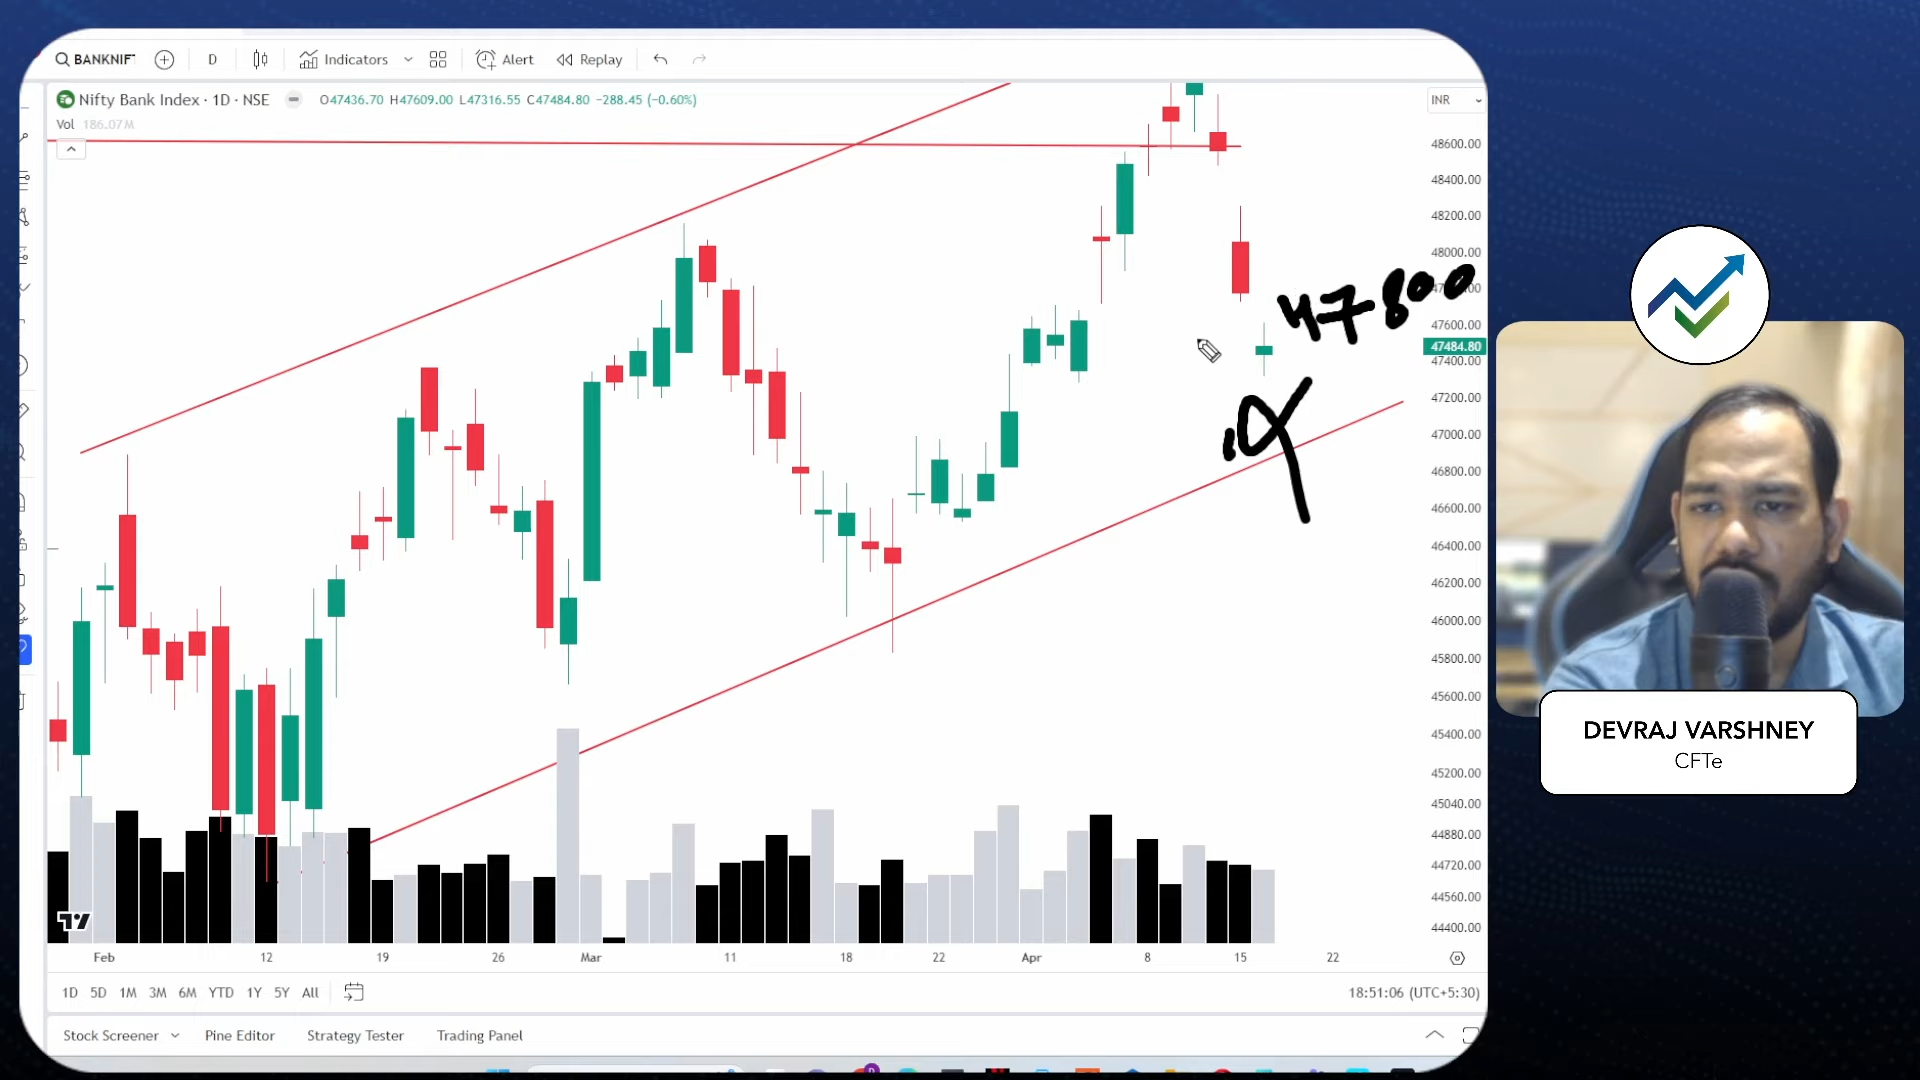 BANKNIF
D
Indicators
Alert
Replay
Nifty Bank Index · 1D · NSE
O47436.70 H47609.00 L47316.55 C47484.80 −288.45 (−0.60%)
Vol 186.07M
INR
48600.00
48400.00
48200.00
48000.00
47800
47600.00
47484.80
47400.00
47200.00
47000.00
46800.00
46600.00
46400.00
46200.00
46000.00
45800.00
45600.00
45400.00
45200.00
45040.00
44880.00
44720.00
44560.00
44400.00
Feb 12 19 26 Mar 11 18 22 Apr 8 15 22
1D 5D 1M 3M 6M YTD 1Y 5Y All
18:51:06 (UTC+5:30)
Stock Screener Pine Editor Strategy Tester Trading Panel
DEVRAJ VARSHNEY
CFTe